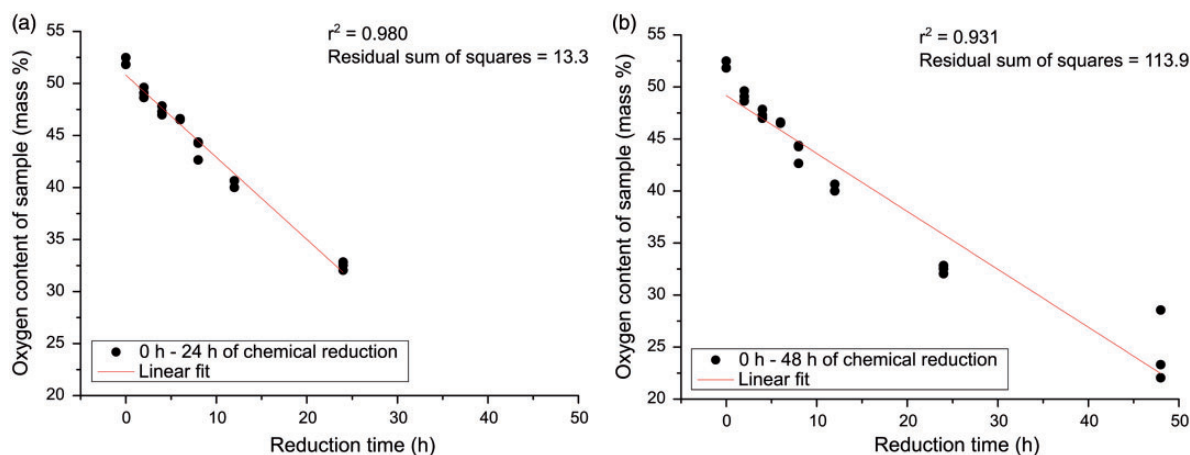 (a)
r² = 0.980
Residual sum of squares = 13.3
Oxygen content of sample (mass %)
55
50
45
40
35
30
25
20
0 h - 24 h of chemical reduction
Linear fit
0 10 20 30 40 50
Reduction time (h)
(b)
r² = 0.931
Residual sum of squares = 113.9
Oxygen content of sample (mass %)
55
50
45
40
35
30
25
20
0 h - 48 h of chemical reduction
Linear fit
0 10 20 30 40 50
Reduction time (h)